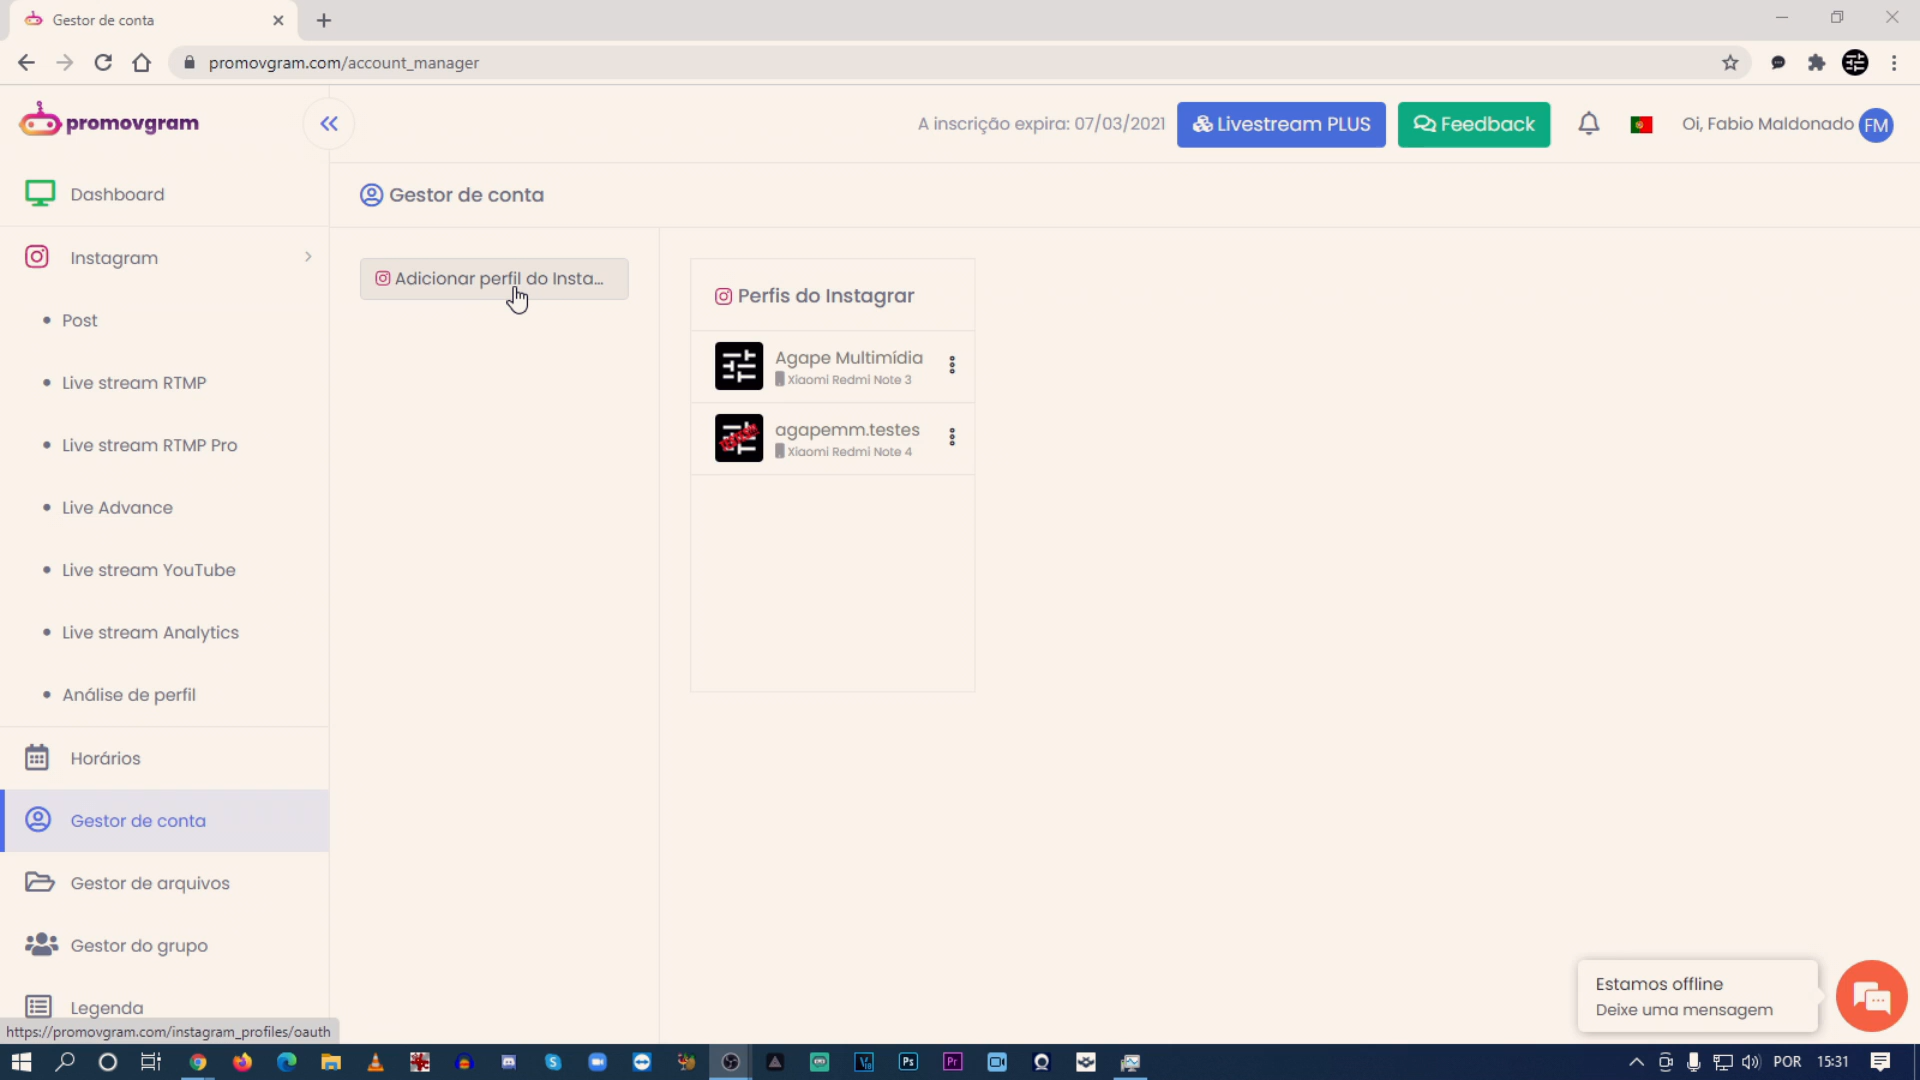 Gestor de conta
promovgram.com/account_manager
promovgram
A inscrição expira: 07/03/2021
Livestream PLUS
Feedback
Oi, Fabio Maldonado
FM
Dashboard
Instagram
Post
Live stream RTMP
Live stream RTMP Pro
Live Advance
Live stream YouTube
Live stream Analytics
Análise de perfil
Horários
Gestor de conta
Gestor de arquivos
Gestor do grupo
Legenda
https://promovgram.com/instagram_profiles/oauth
Gestor de conta
Adicionar perfil do Insta...
Perfis do Instagrar
Agape Multimídia
Xiaomi Redmi Note 3
agapemm.testes
Xiaomi Redmi Note 4
Estamos offline
Deixe uma mensagem
Ps
Pr
POR
15:31